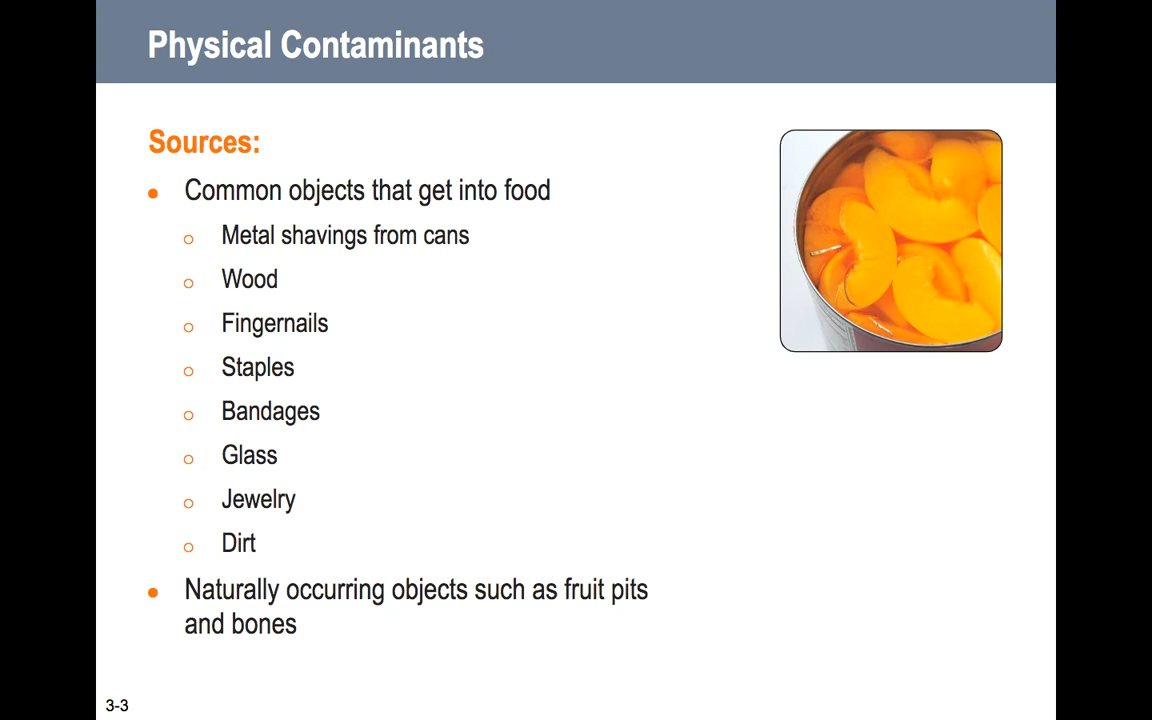 Physical Contaminants
Sources:
Common objects that get into food
Metal shavings from cans
Wood
Fingernails
Staples
Bandages
Glass
Jewelry
Dirt
Naturally occurring objects such as fruit pits
and bones
3-3